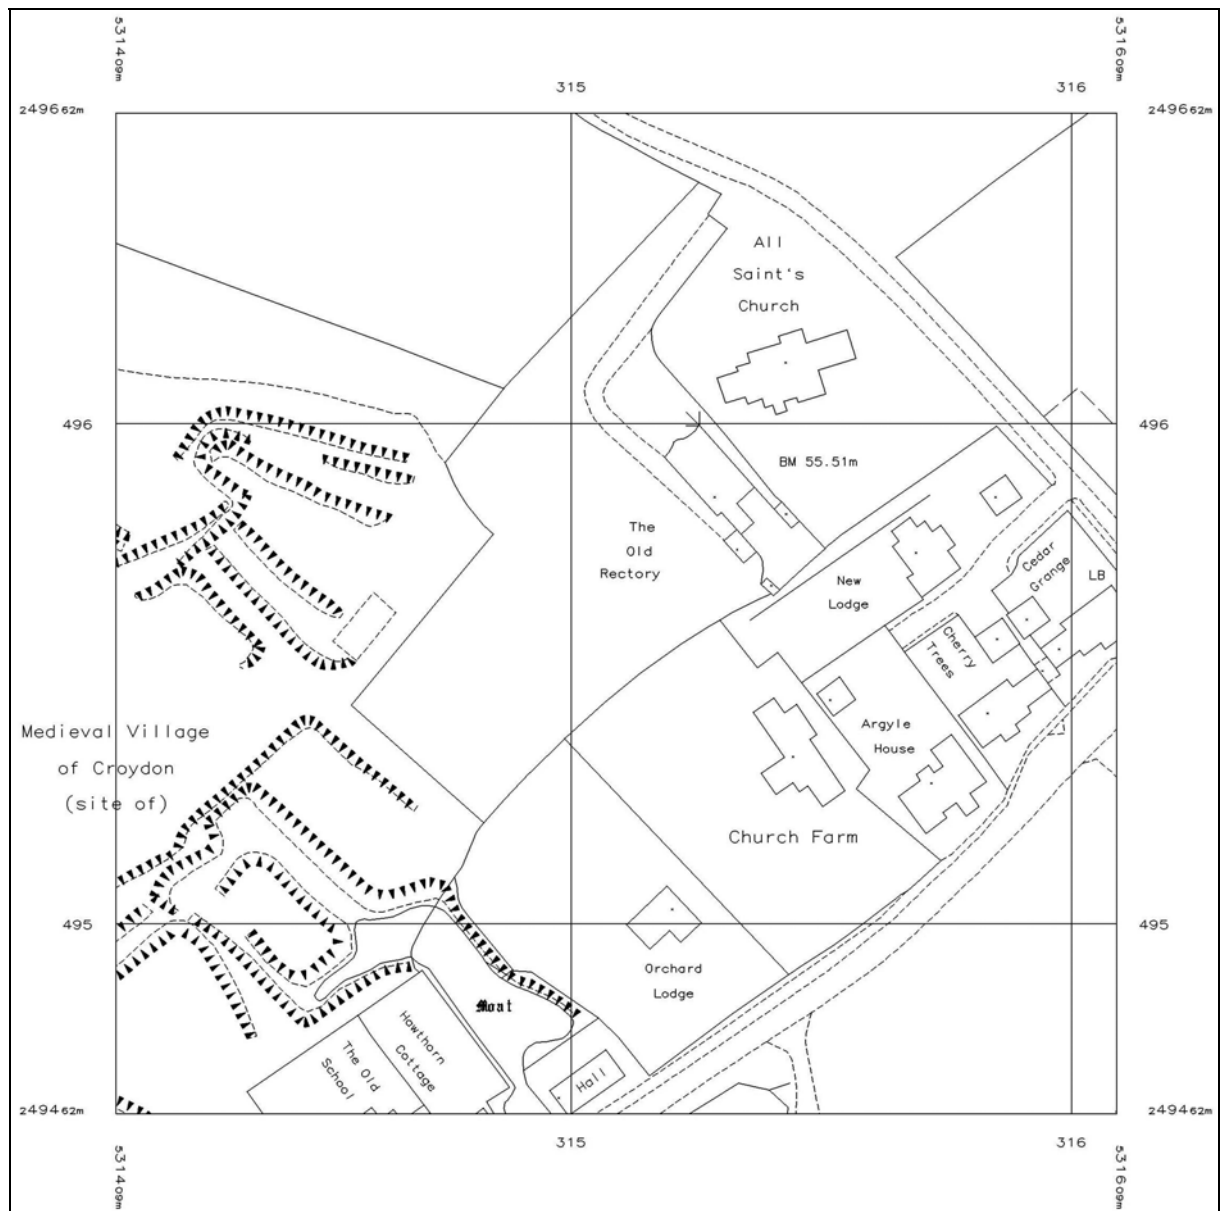 531409m
531609m
315
316
249662m
249662m
All
Saint's
Church
496
496
BM 55.51m
The
Old
Rectory
New
Lodge
Cedar
Grange
LB
Cherry
Trees
Medieval Village
of Croydon
(site of)
Argyle
House
Church Farm
495
495
Orchard
Lodge
Moat
Hawthorn
Cottage
The Old
School
Hall
249462m
249462m
315
316
531409m
531609m